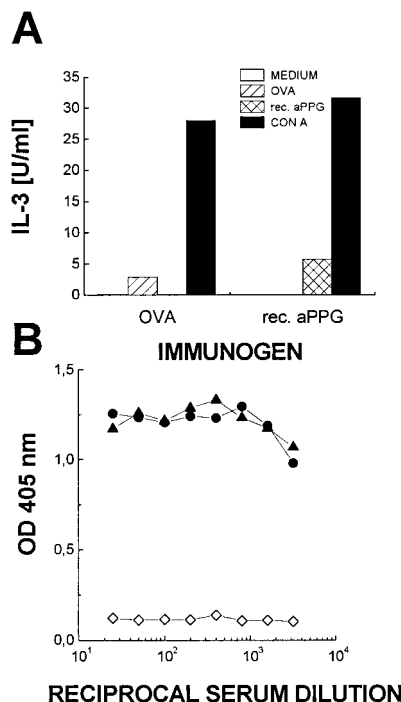 A
IL-3 [U/ml]
35
30
25
20
15
10
5
0
MEDIUM
OVA
rec. aPPG
CON A
OVA
rec. aPPG
IMMUNOGEN
B
OD 405 nm
1,5
1,0
0,5
0,0
10¹
10²
10³
10⁴
RECIPROCAL SERUM DILUTION